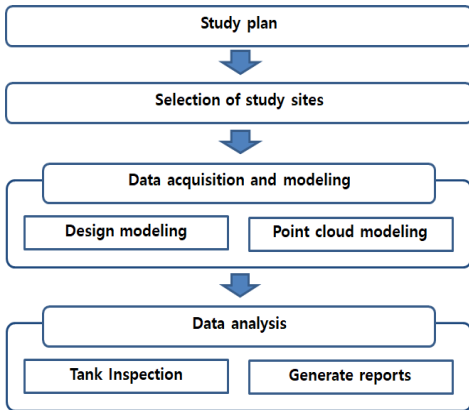 Study plan
Selection of study sites
Data acquisition and modeling
Design modeling
Point cloud modeling
Data analysis
Tank Inspection
Generate reports